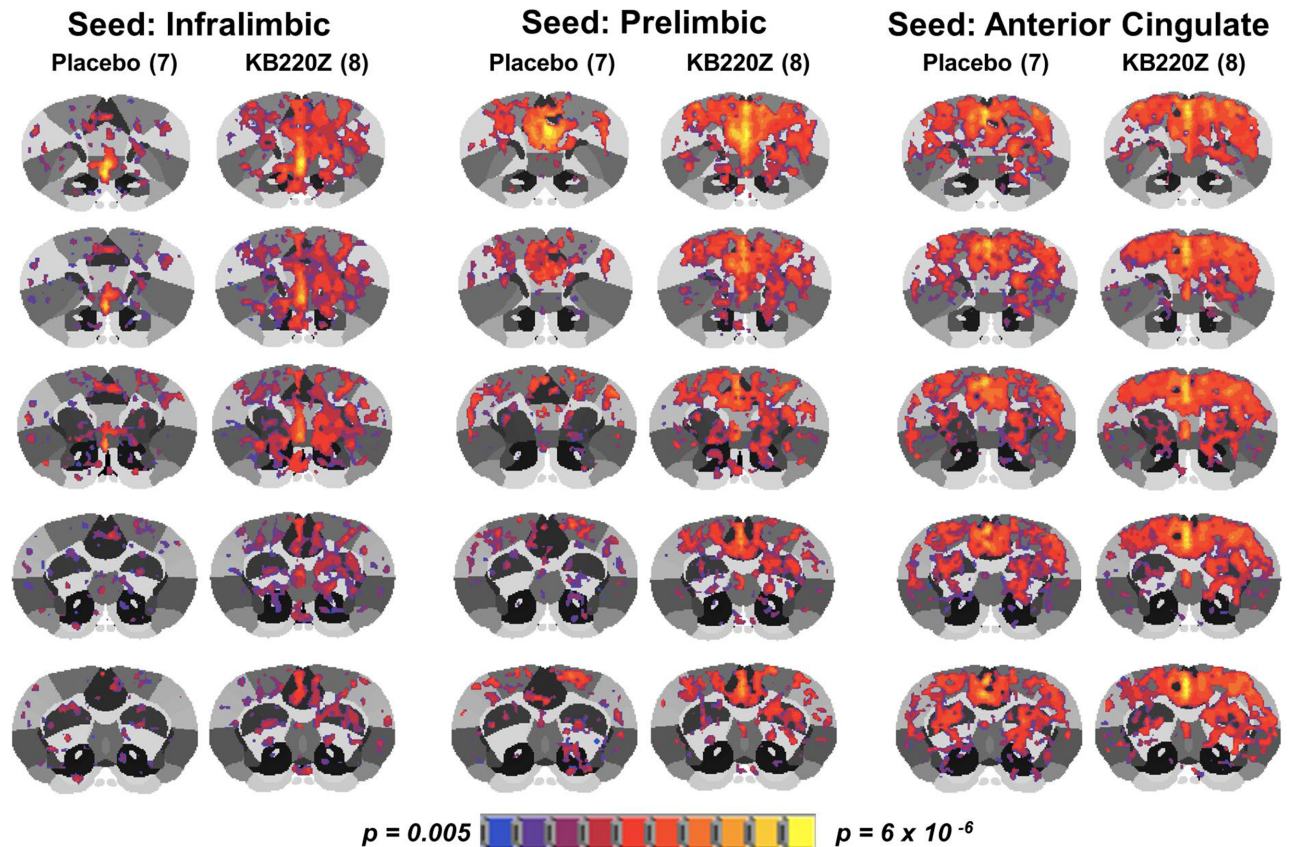 Seed: Infralimbic
Placebo (7) KB220Z (8)
Seed: Prelimbic
Placebo (7) KB220Z (8)
Seed: Anterior Cingulate
Placebo (7) KB220Z (8)
p = 0.005
p = 6 x 10 -6